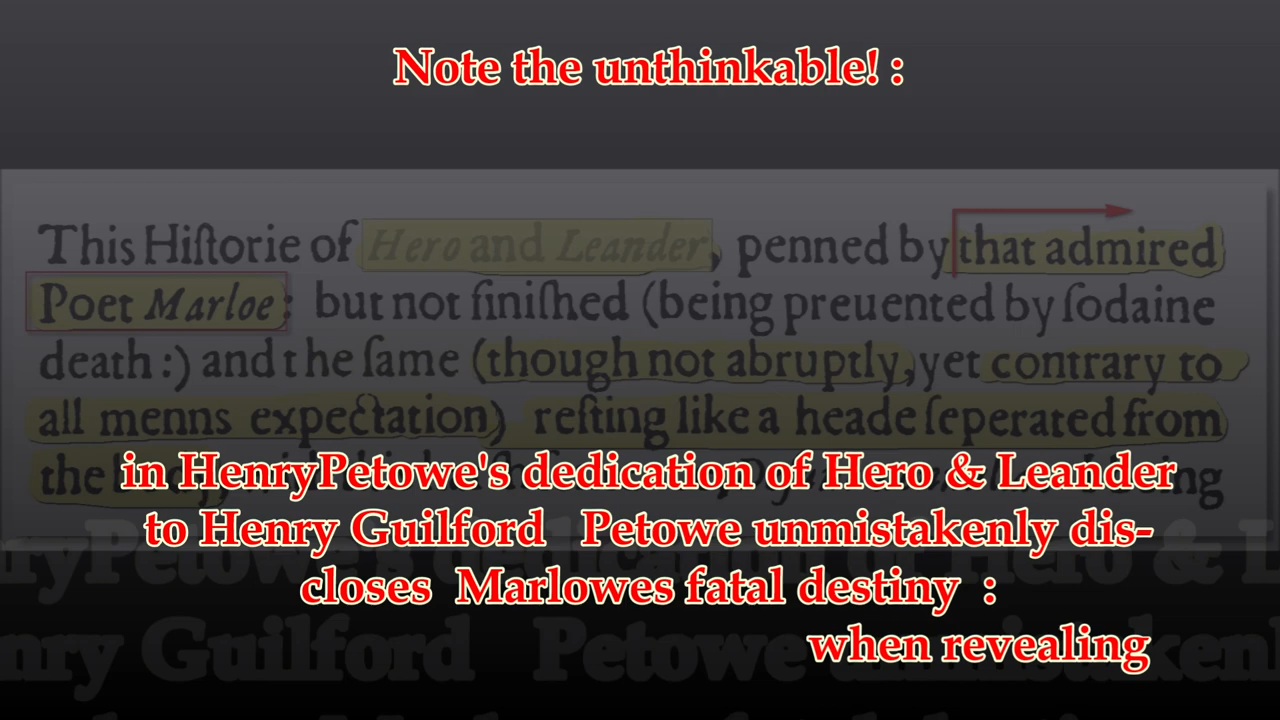 Note the unthinkable! :
This Hiſtorie of Hero and Leander, penned by that admired
Poet Marloe: but not finiſhed (being preuented by ſodaine
death:) and the ſame (though not abruptly, yet contrary to
all menns expectation) reſting like a heade ſeperated from
the
in HenryPetowe's dedication of Hero & Leander
to Henry Guilford Petowe unmistakenly dis-
closes Marlowes fatal destiny :
when revealing